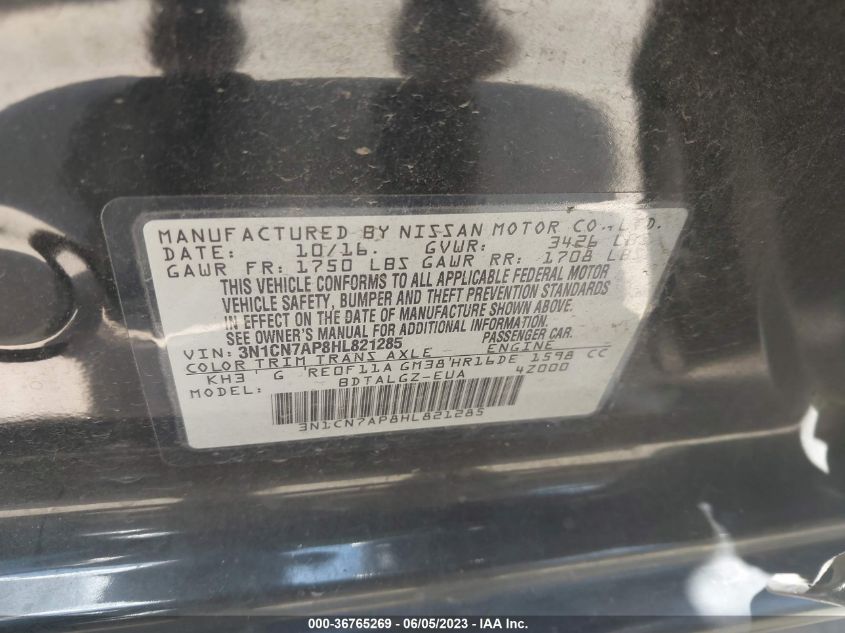 MANUFACTURED BY NISSAN MOTOR CO.,LTD.
DATE: 10/16. GVWR: 3426 LBS
GAWR FR: 1750 LBS GAWR RR: 1708 LBS
THIS VEHICLE CONFORMS TO ALL APPLICABLE FEDERAL MOTOR
VEHICLE SAFETY, BUMPER AND THEFT PREVENTION STANDARDS
IN EFFECT ON THE DATE OF MANUFACTURE SHOWN ABOVE.
SEE OWNER'S MANUAL FOR ADDITIONAL INFORMATION.
VIN: 3N1CN7AP8HL821285 PASSENGER CAR.
COLOR TRIM TRANS AXLE ENGINE
KH3 G 'RE0F11A GM38'HR16DE 1598 CC
BDTALGZ-EUA 4Z000
3N1CN7AP8HL821285
000-36765269 - 06/05/2023 - IAA Inc.